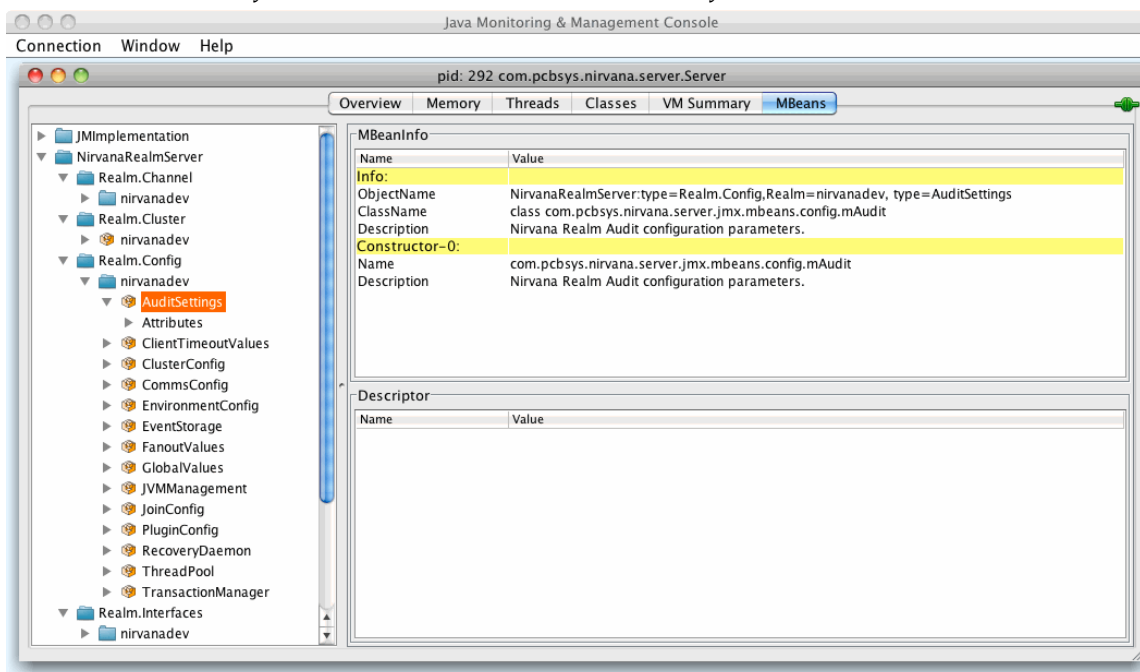 Java Monitoring & Management Console
Connection Window Help
pid: 292 com.pcbsys.nirvana.server.Server
Overview Memory Threads Classes VM Summary MBeans
JMImplementation
NirvanaRealmServer
Realm.Channel
nirvanadev
Realm.Cluster
nirvanadev
Realm.Config
nirvanadev
AuditSettings
Attributes
ClientTimeoutValues
ClusterConfig
CommsConfig
EnvironmentConfig
EventStorage
FanoutValues
GlobalValues
JVMManagement
JoinConfig
PluginConfig
RecoveryDaemon
ThreadPool
TransactionManager
Realm.Interfaces
nirvanadev
MBeanInfo
Name Value
Info:
ObjectName NirvanaRealmServer:type=Realm.Config,Realm=nirvanadev, type=AuditSettings
ClassName class com.pcbsys.nirvana.server.jmx.mbeans.config.mAudit
Description Nirvana Realm Audit configuration parameters.
Constructor-0:
Name com.pcbsys.nirvana.server.jmx.mbeans.config.mAudit
Description Nirvana Realm Audit configuration parameters.
Descriptor
Name Value